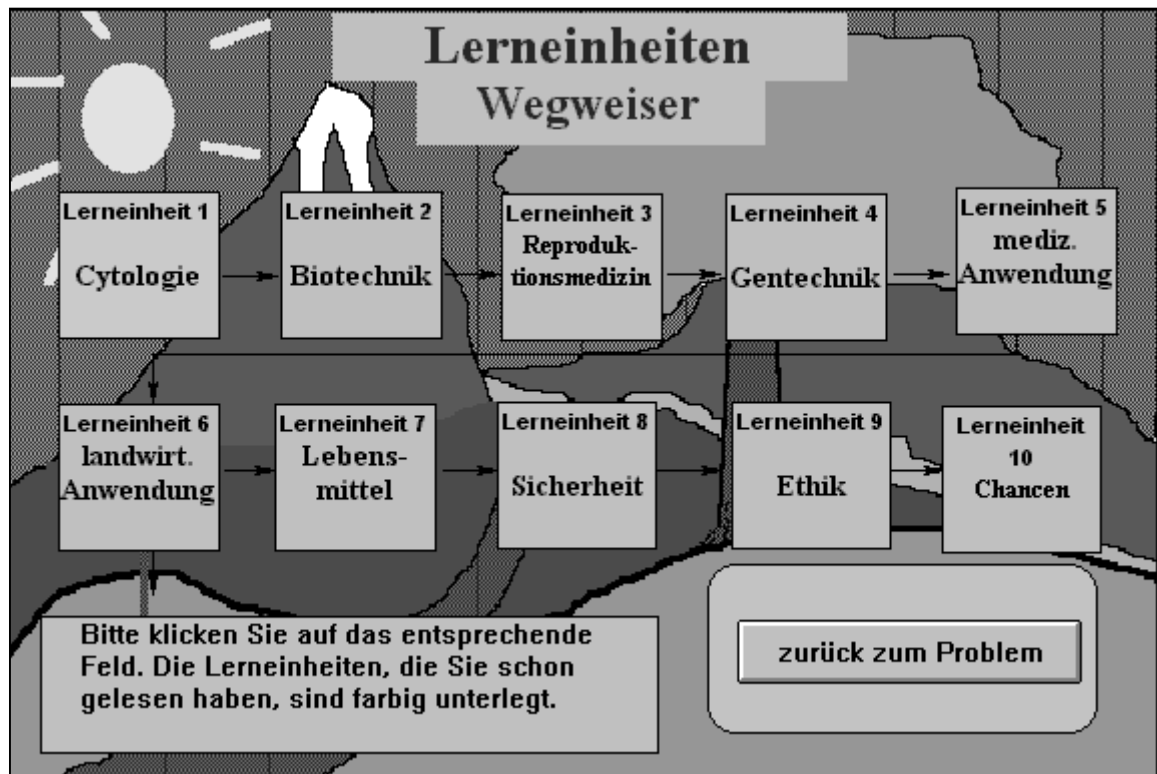 Lerneinheiten
Wegweiser
Lerneinheit 1
Cytologie
Lerneinheit 2
Biotechnik
Lerneinheit 3
Reproduk-
tionsmedizin
Lerneinheit 4
Gentechnik
Lerneinheit 5
mediz.
Anwendung
Lerneinheit 6
landwirt.
Anwendung
Lerneinheit 7
Lebens-
mittel
Lerneinheit 8
Sicherheit
Lerneinheit 9
Ethik
Lerneinheit
10
Chancen
Bitte klicken Sie auf das entsprechende
Feld. Die Lerneinheiten, die Sie schon
gelesen haben, sind farbig unterlegt.
zurück zum Problem